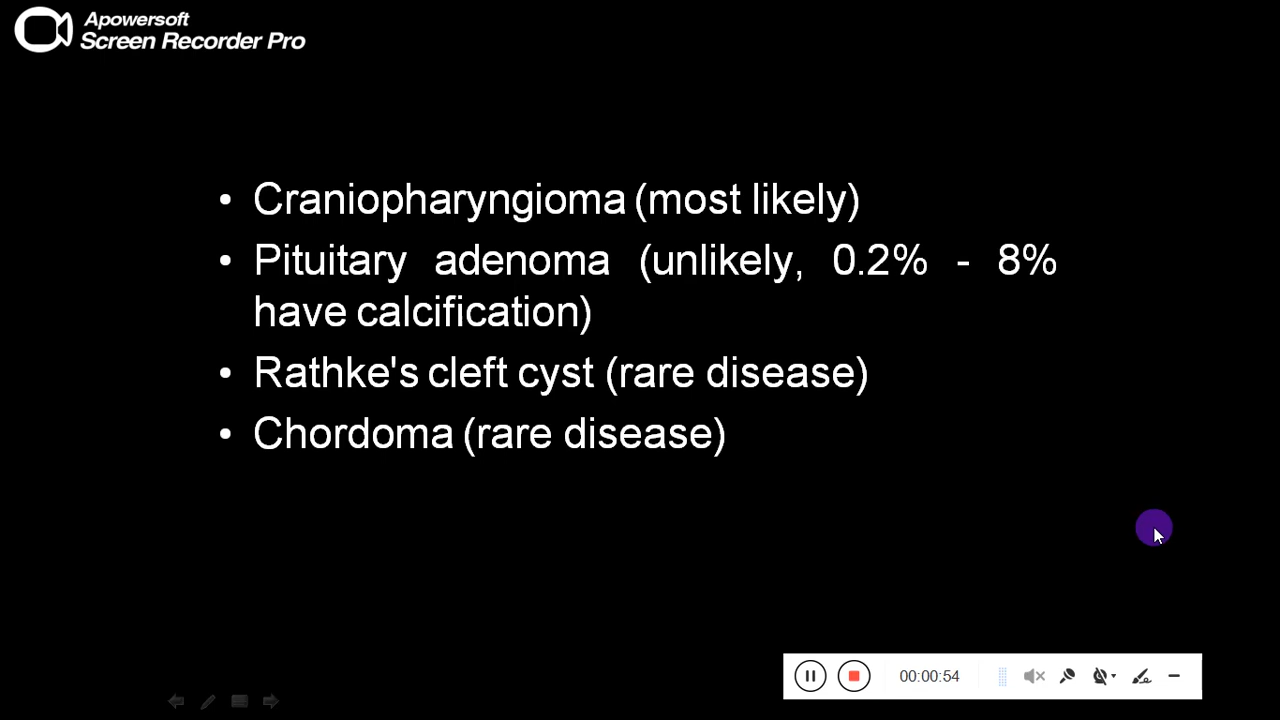 Apowersoft
Screen Recorder Pro
• Craniopharyngioma (most likely)
• Pituitary adenoma (unlikely, 0.2% - 8%
have calcification)
• Rathke's cleft cyst (rare disease)
• Chordoma (rare disease)
00:00:54